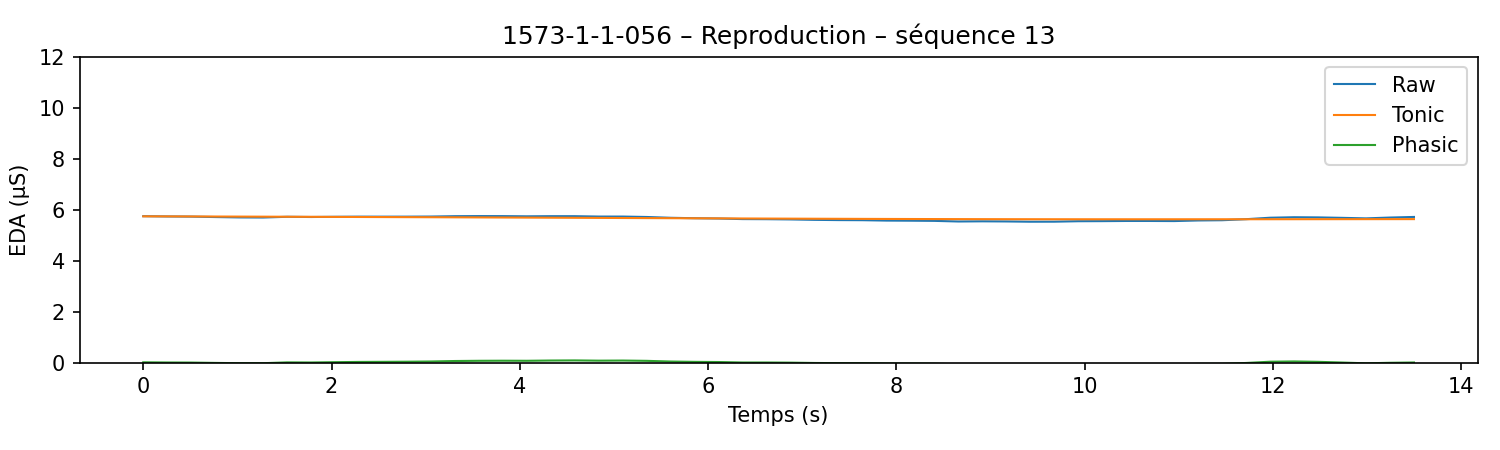 1573-1-1-056 – Reproduction – séquence 13
12
10
8
6
4
2
0
EDA (µS)
Raw
Tonic
Phasic
0 2 4 6 8 10 12 14
Temps (s)